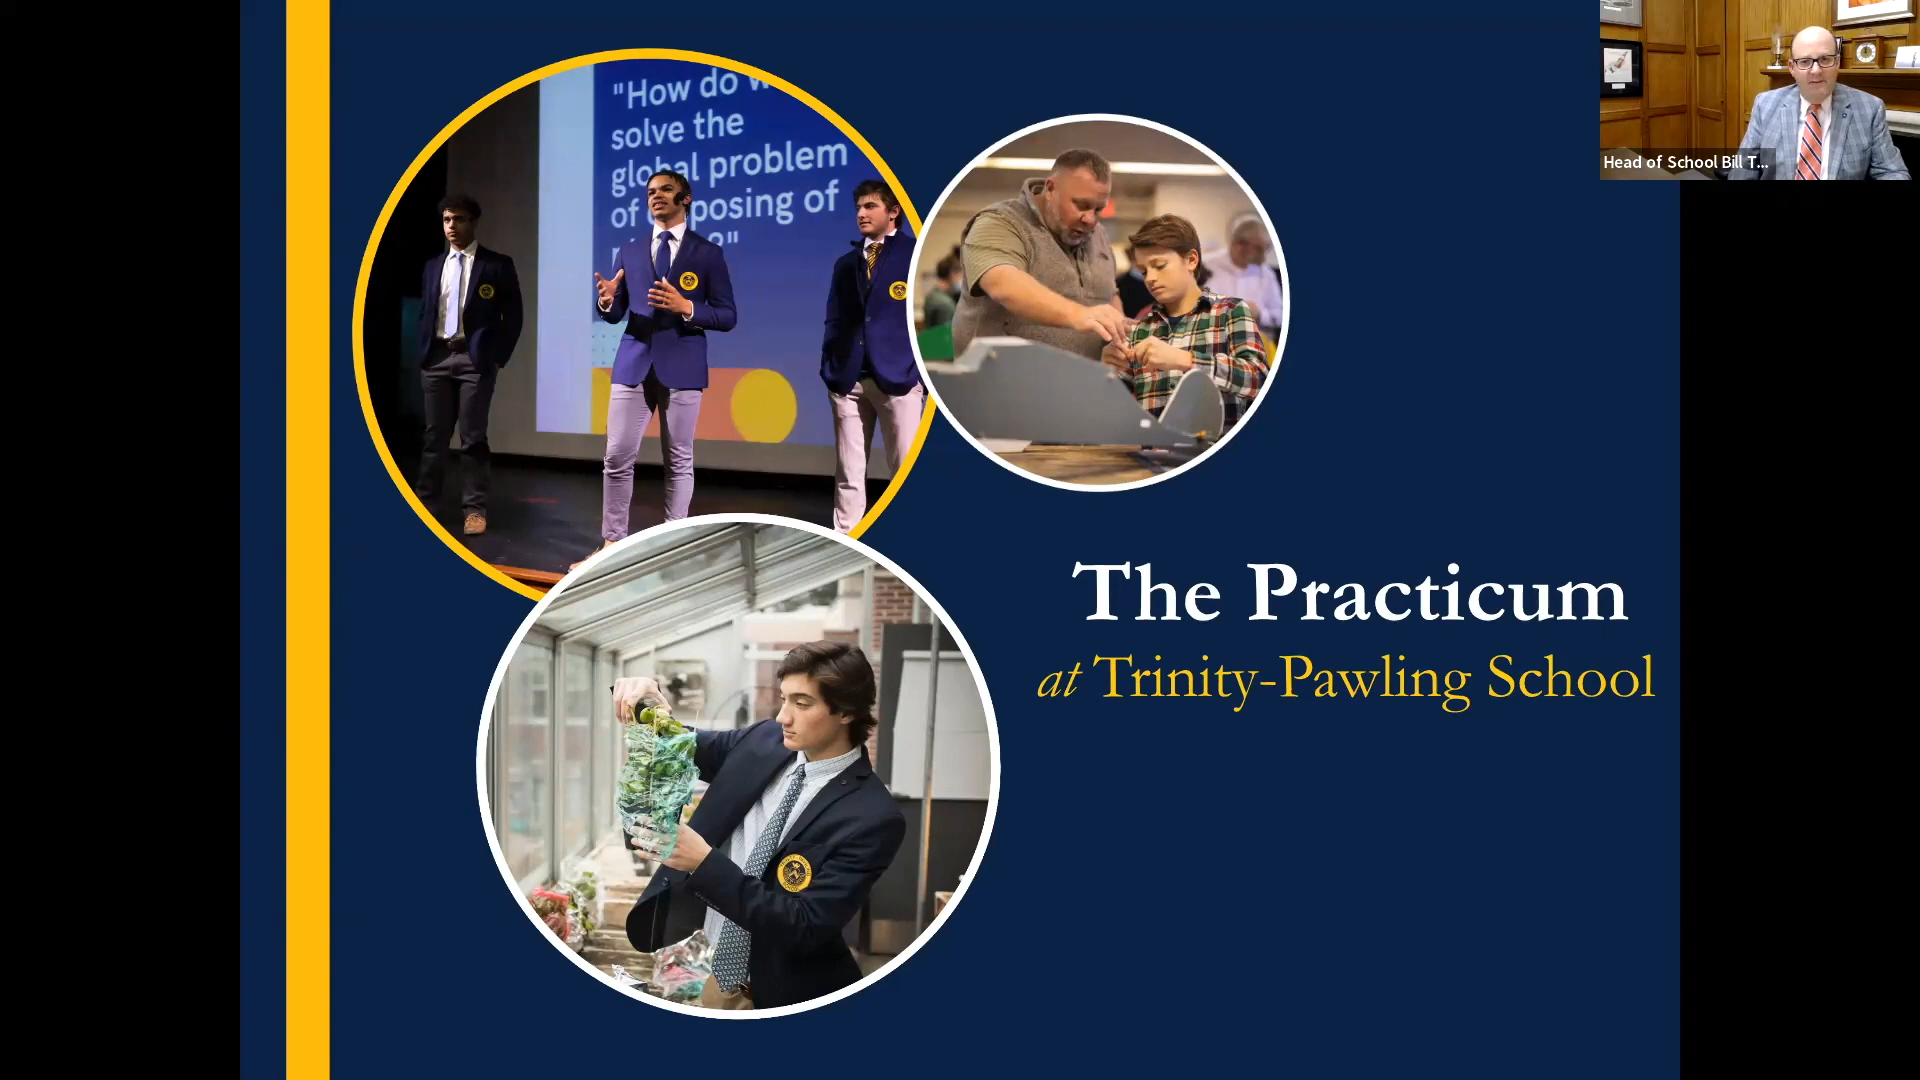 "How do
solve the
global problem
of posing of
Head of School Bill T...
The Practicum
at Trinity-Pawling School